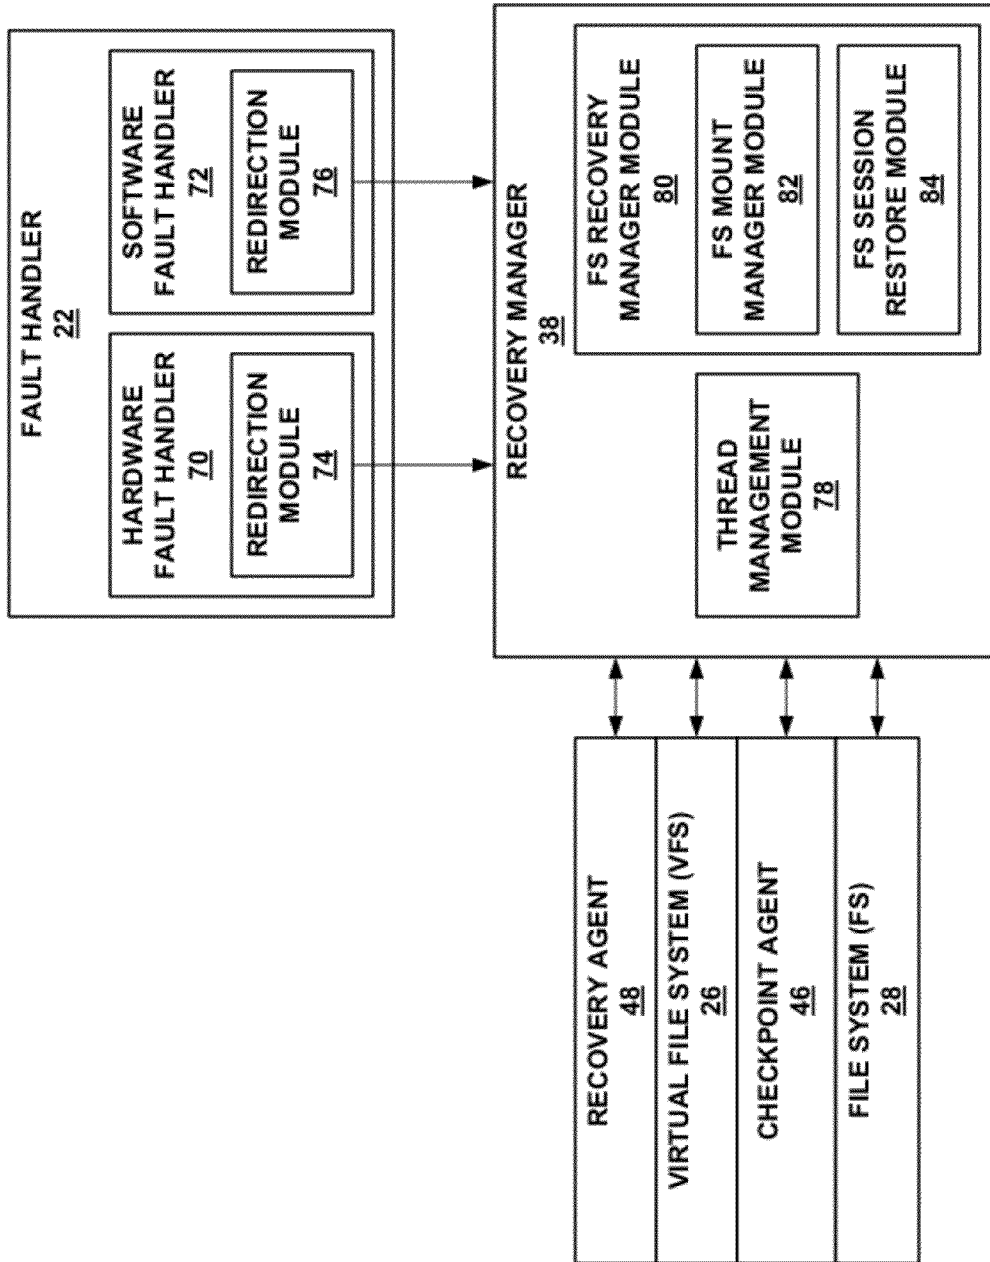 FAULT HANDLER
22
HARDWARE
FAULT HANDLER
70
REDIRECTION
MODULE
74
SOFTWARE
FAULT HANDLER
72
REDIRECTION
MODULE
76
RECOVERY MANAGER
38
THREAD
MANAGEMENT
MODULE
78
FS RECOVERY
MANAGER MODULE
80
FS MOUNT
MANAGER MODULE
82
FS SESSION
RESTORE MODULE
84
RECOVERY AGENT
48
VIRTUAL FILE SYSTEM (VFS)
26
CHECKPOINT AGENT
46
FILE SYSTEM (FS)
28